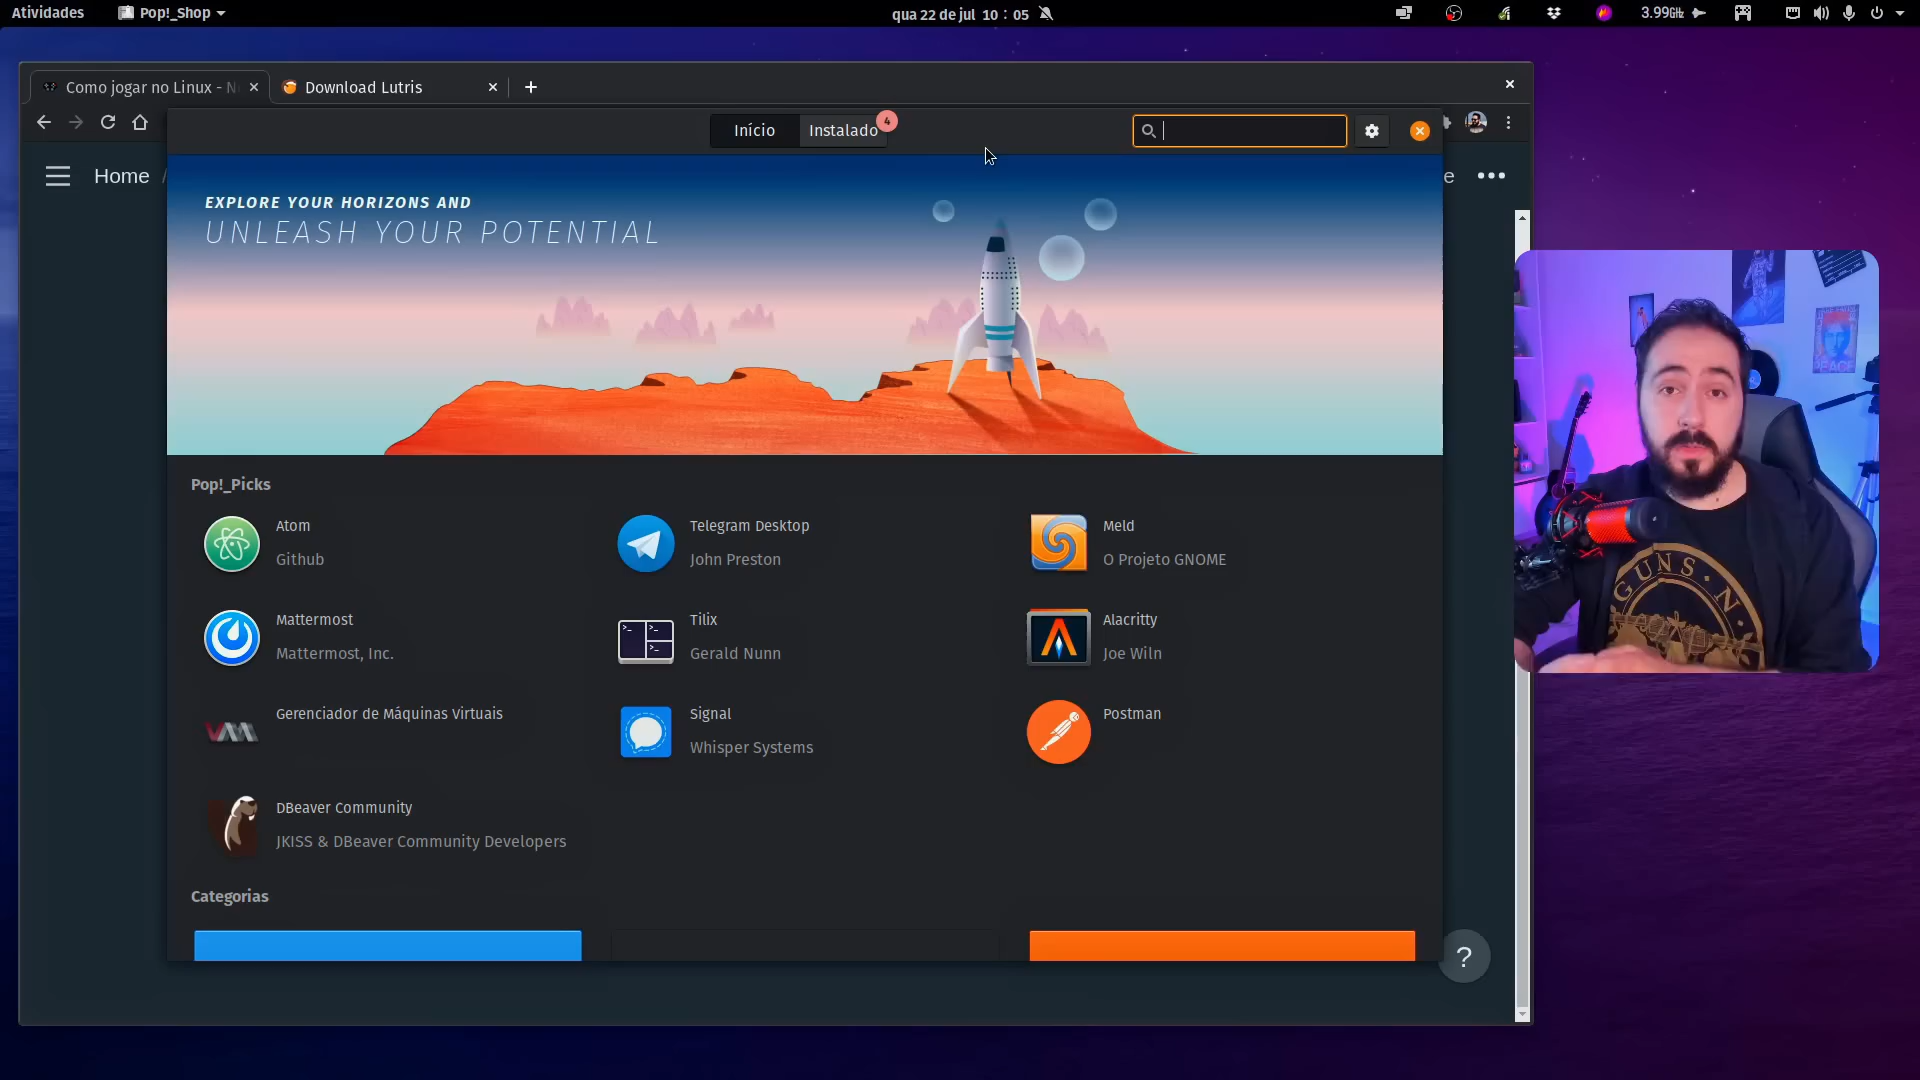 Atividades
Pop!_Shop
qua 22 de jul 10 : 05
3.99GHz
Como jogar no Linux - N
Download Lutris
Início
Instalado
4
Home /
e
EXPLORE YOUR HORIZONS AND
UNLEASH YOUR POTENTIAL
Pop!_Picks
Atom
Github
Telegram Desktop
John Preston
Meld
O Projeto GNOME
Mattermost
Mattermost, Inc.
Tilix
Gerald Nunn
Alacritty
Joe Wiln
Gerenciador de Máquinas Virtuais
Signal
Whisper Systems
Postman
DBeaver Community
JKISS & DBeaver Community Developers
Categorias
?
PEACE
GUNS N